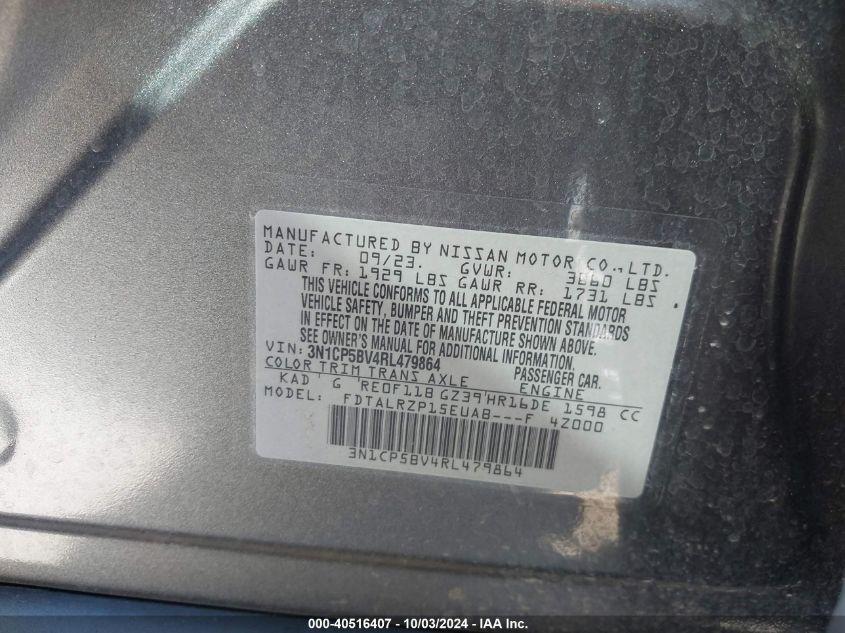 MANUFACTURED BY NISSAN MOTOR CO.,LTD.
DATE: 09/23. GVWR: 3660 LBS
GAWR FR: 1929 LBS GAWR RR: 1731 LBS
THIS VEHICLE CONFORMS TO ALL APPLICABLE FEDERAL MOTOR
VEHICLE SAFETY, BUMPER AND THEFT PREVENTION STANDARDS
IN EFFECT ON THE DATE OF MANUFACTURE SHOWN ABOVE.
SEE OWNER'S MANUAL FOR ADDITIONAL INFORMATION.
VIN: 3N1CP5BV4RL479864 PASSENGER CAR.
COLOR TRIM TRANS AXLE ENGINE
KAD G RE0F11B GZ39 HR16DE 1598 CC
MODEL: FDTALRZP15EUAB---F 4Z000
3N1CP5BV4RL479864
000-40516407 - 10/03/2024 - IAA Inc.